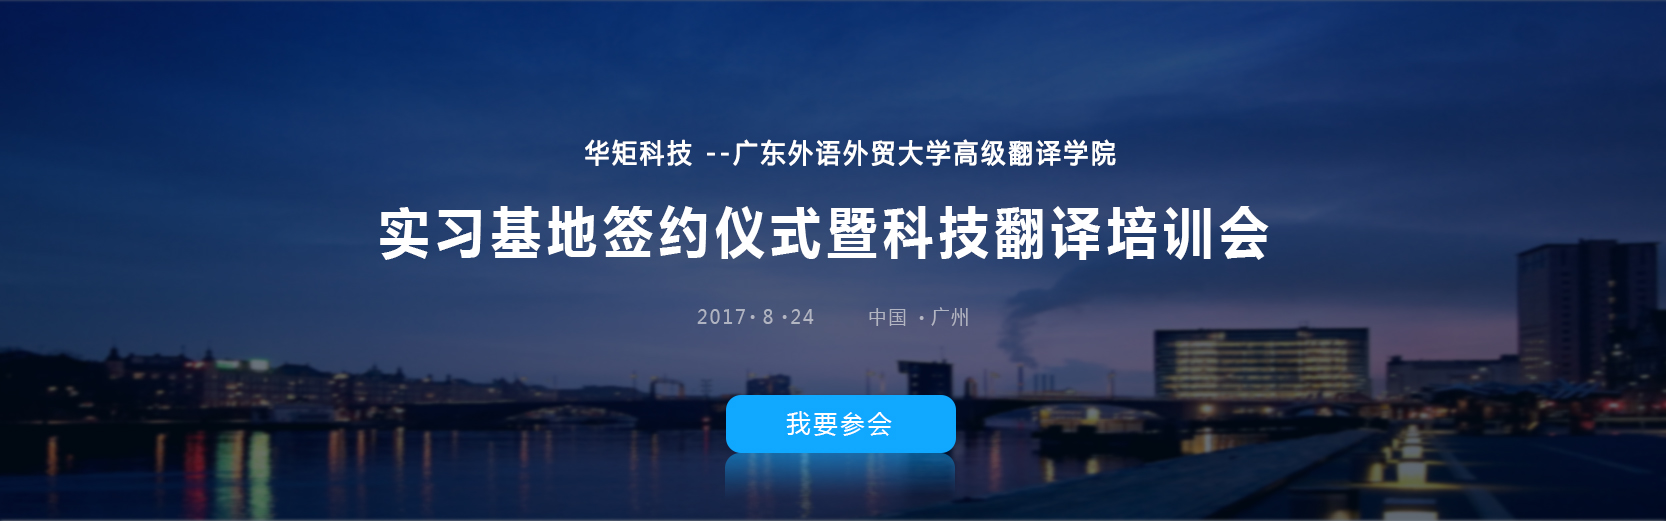 华矩科技 --广东外语外贸大学高级翻译学院
实习基地签约仪式暨科技翻译培训会
2017·8·24 中国·广州
我要参会